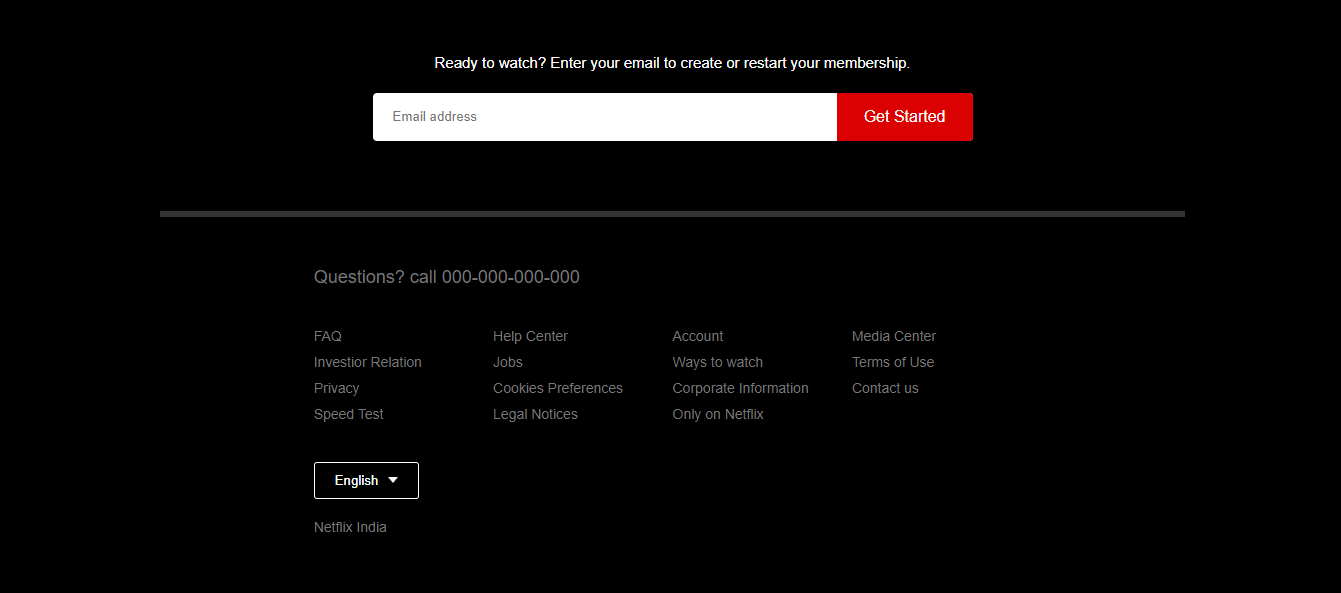 Ready to watch? Enter your email to create or restart your membership.
Email address
Get Started
Questions? call 000-000-000-000
FAQ
Help Center
Account
Media Center
Investior Relation
Jobs
Ways to watch
Terms of Use
Privacy
Cookies Preferences
Corporate Information
Contact us
Speed Test
Legal Notices
Only on Netflix
English
Netflix India